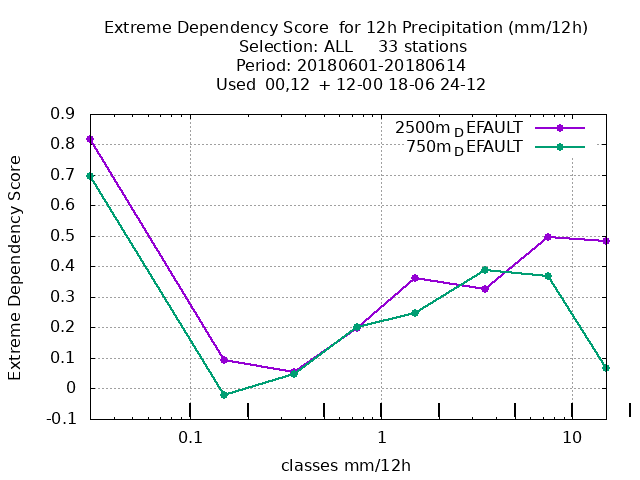 Extreme Dependency Score  for 12h Precipitation (mm/12h)
Selection: ALL     33 stations
Period: 20180601-20180614
Used  00,12  + 12-00 18-06 24-12
2500m_DEFAULT
750m_DEFAULT
Extreme Dependency Score
0.9
0.8
0.7
0.6
0.5
0.4
0.3
0.2
0.1
0
-0.1
0.1 1 10
classes mm/12h